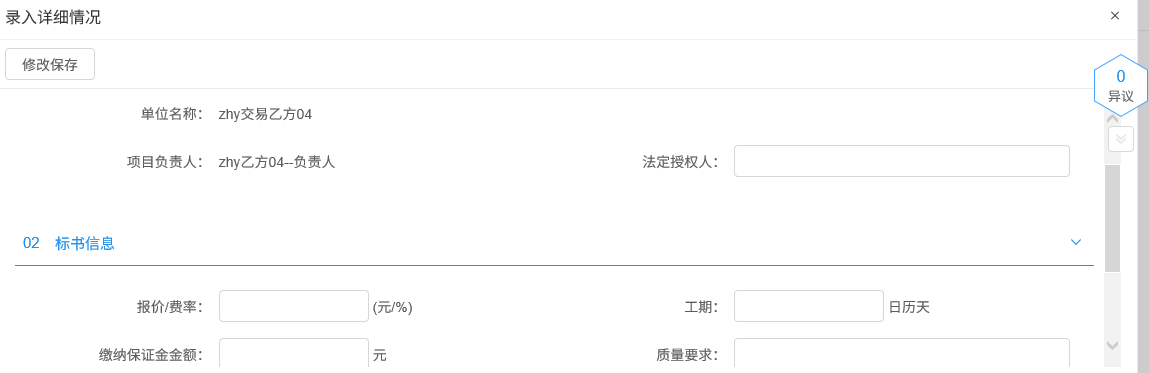 录入详细情况
修改保存
0
异议
单位名称： zhy交易乙方04
项目负责人： zhy乙方04--负责人 法定授权人：
02 标书信息
报价/费率： (元/%) 工期： 日历天
缴纳保证金金额： 元 质量要求：